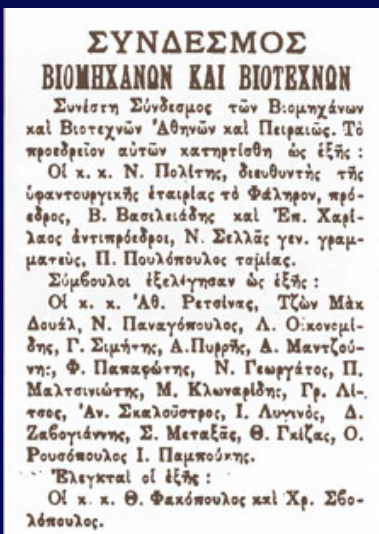 ΣΥΝΔΕΣΜΟΣ
ΒΙΟΜΗΧΑΝΩΝ ΚΑΙ ΒΙΟΤΕΧΝΩΝ
Συνέστη Σύνδεσμος τῶν Βιομηχάνων
καὶ Βιοτεχνῶν Ἀθηνῶν καὶ Πειραιῶς. Τὸ
προεδρεῖον αὐτῶν κατηρτίσθη ὡς ἑξῆς :
Οἱ κ. κ. Ν. Πολίτης, διευθυντὴς τῆς
ὑφαντουργικῆς ἑταιρίας τὸ Φάληρον, πρό-
εδρος, Β. Βασιλειάδης καὶ Ἐπ. Χαρί-
λαος ἀντιπρόεδροι, Ν. Σελλᾶς γεν. γραμ-
ματεὺς, Π. Πουλόπουλος ταμίας.
Σύμβουλοι ἐξελέγησαν ὡς ἑξῆς :
Οἱ κ. κ. Ἀθ. Ρετσίνας, Τζὼν Μὰκ
Δουάλ, Ν. Παναγόπουλος, Λ. Οἰκονομί-
δης, Γ. Σιμήτης, Α. Πυρρῆς, Α. Μαντζού-
νης, Φ. Παπαφώτης, Ν. Γεωργάτος, Π.
Μαλτσινιώτης, Μ. Κλωναρίδης, Γρ. Λί-
τσος, Ἀν. Σκαλοῦστρος, Ι. Λυγινὸς, Δ.
Ζαβογιάννης, Σ. Μεταξᾶς, Θ. Γκίζας, Ο.
Ρουσόπουλος Ι. Παμπούκης.
Ἐλεγκταὶ οἱ ἑξῆς :
Οἱ κ. κ. Θ. Φακόπουλος καὶ Χρ. Σβο-
λόπουλος.